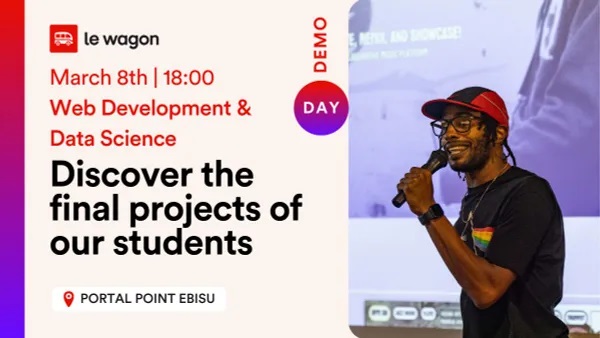 le wagon
March 8th | 18:00
Web Development &
Data Science
Discover the
final projects of
our students
PORTAL POINT EBISU
DEMO
DAY